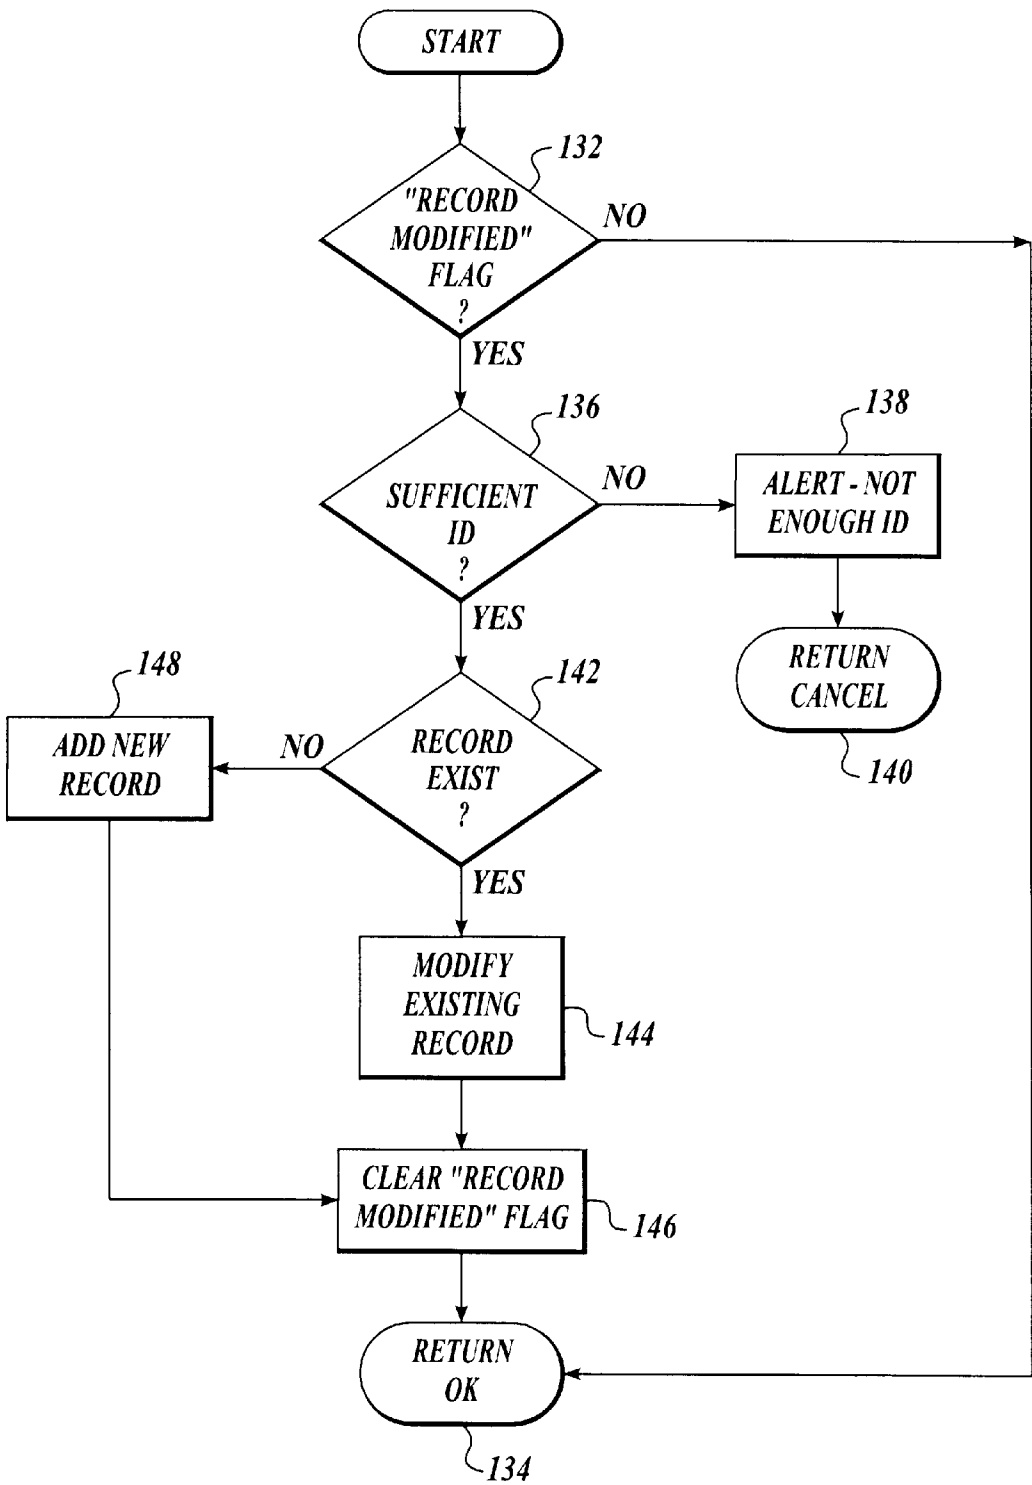 START
132
"RECORD
MODIFIED"
FLAG
?
NO
YES
136
SUFFICIENT
ID
?
NO
138
ALERT - NOT
ENOUGH ID
YES
RETURN
CANCEL
140
148
ADD NEW
RECORD
NO
142
RECORD
EXIST
?
YES
MODIFY
EXISTING
RECORD
144
CLEAR "RECORD
MODIFIED" FLAG
146
RETURN
OK
134